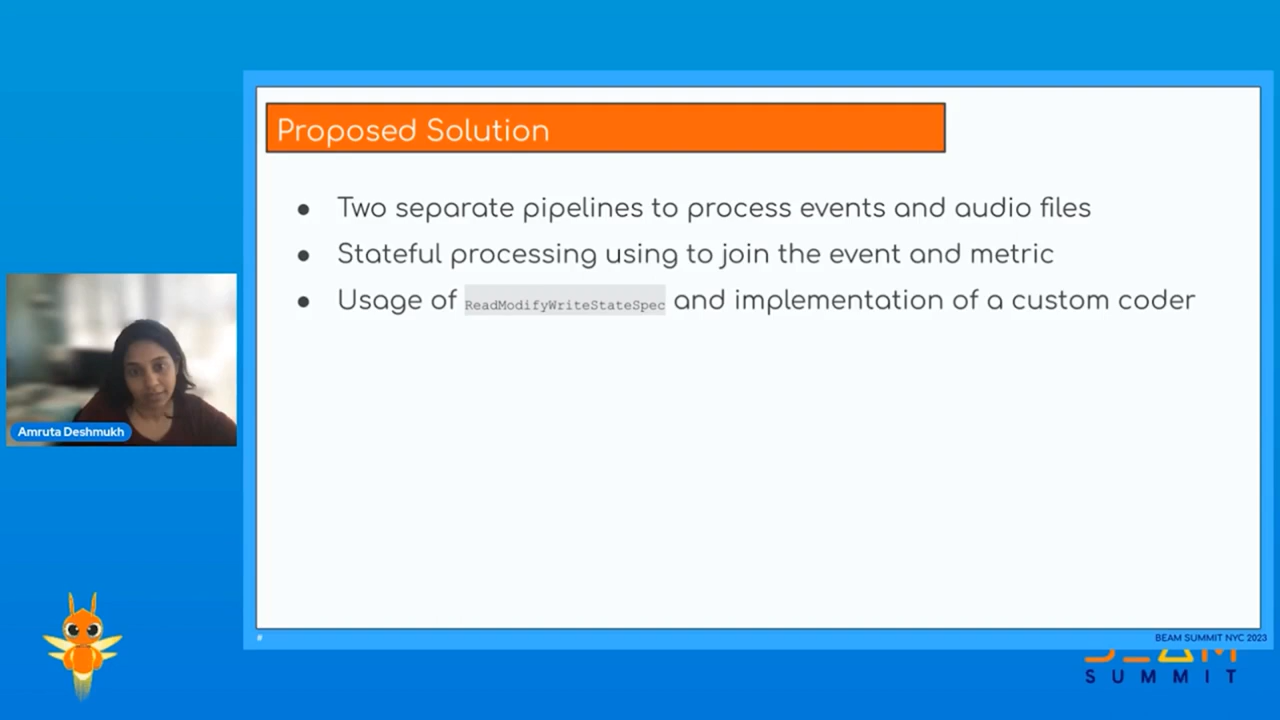 Proposed Solution
● Two separate pipelines to process events and audio files
● Stateful processing using to join the event and metric
● Usage of ReadModifyWriteStateSpec and implementation of a custom coder
Amruta Deshmukh
#
BEAM SUMMIT NYC 2023
BEAM
SUMMIT